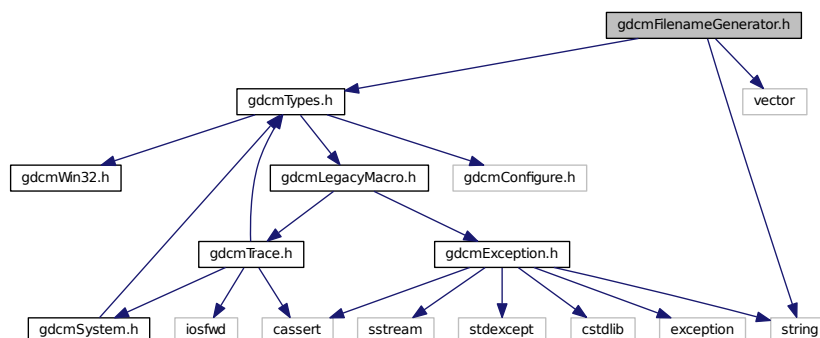 gdcmFilenameGenerator.h
gdcmTypes.h
vector
gdcmWin32.h
gdcmLegacyMacro.h
gdcmConfigure.h
gdcmTrace.h
gdcmException.h
gdcmSystem.h
iosfwd
cassert
sstream
stdexcept
cstdlib
exception
string